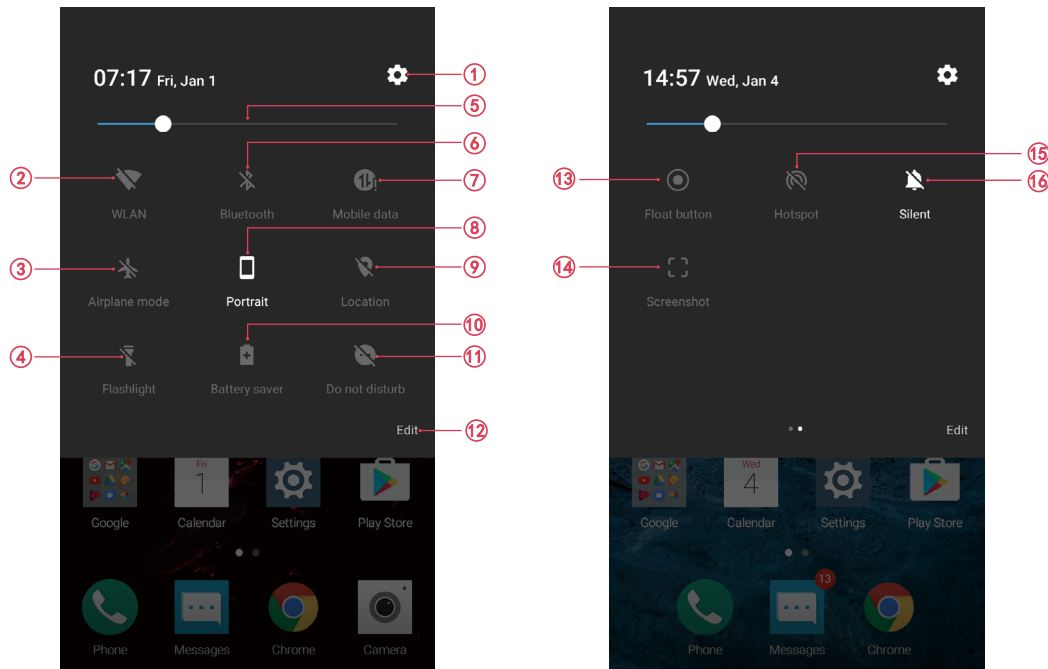 07:17 Fri, Jan 1
①
⑤
⑥
② ⑦
WLAN Bluetooth Mobile data
⑧
③ ⑨
Airplane mode Portrait Location
⑩
④ ⑪
Flashlight Battery saver Do not disturb
Edit ⑫
Fri
1
Google Calendar Settings Play Store
Phone Messages Chrome Camera
14:57 Wed, Jan 4
⑮
⑬ ⑯
Float button Hotspot Silent
⑭
Screenshot
Edit
Wed
4
Google Calendar Settings Play Store
13
Phone Messages Chrome